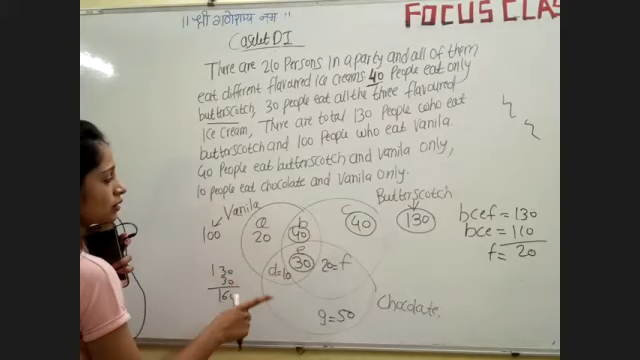 ॥ श्री गणेशाय नमः ॥
FOCUS CLAS
Caselet DI
There are 210 Persons in a party and all of them
eat different flavoured ice creams 40 People eat only
butterscotch, 30 people eat all the three flavoured
Ice Cream, There are total 130 People who eat
butterscotch and 100 People who eat Vanila.
40 People eat butterscotch and vanila only,
10 people eat chocolate and Vanila only.
Vanila
Butterscotch
100
a
20
b
40
c
40
130
e
30
d=10
20=f
g=50
Chocolate
130
30
160
bcef=130
bce=110
f=20